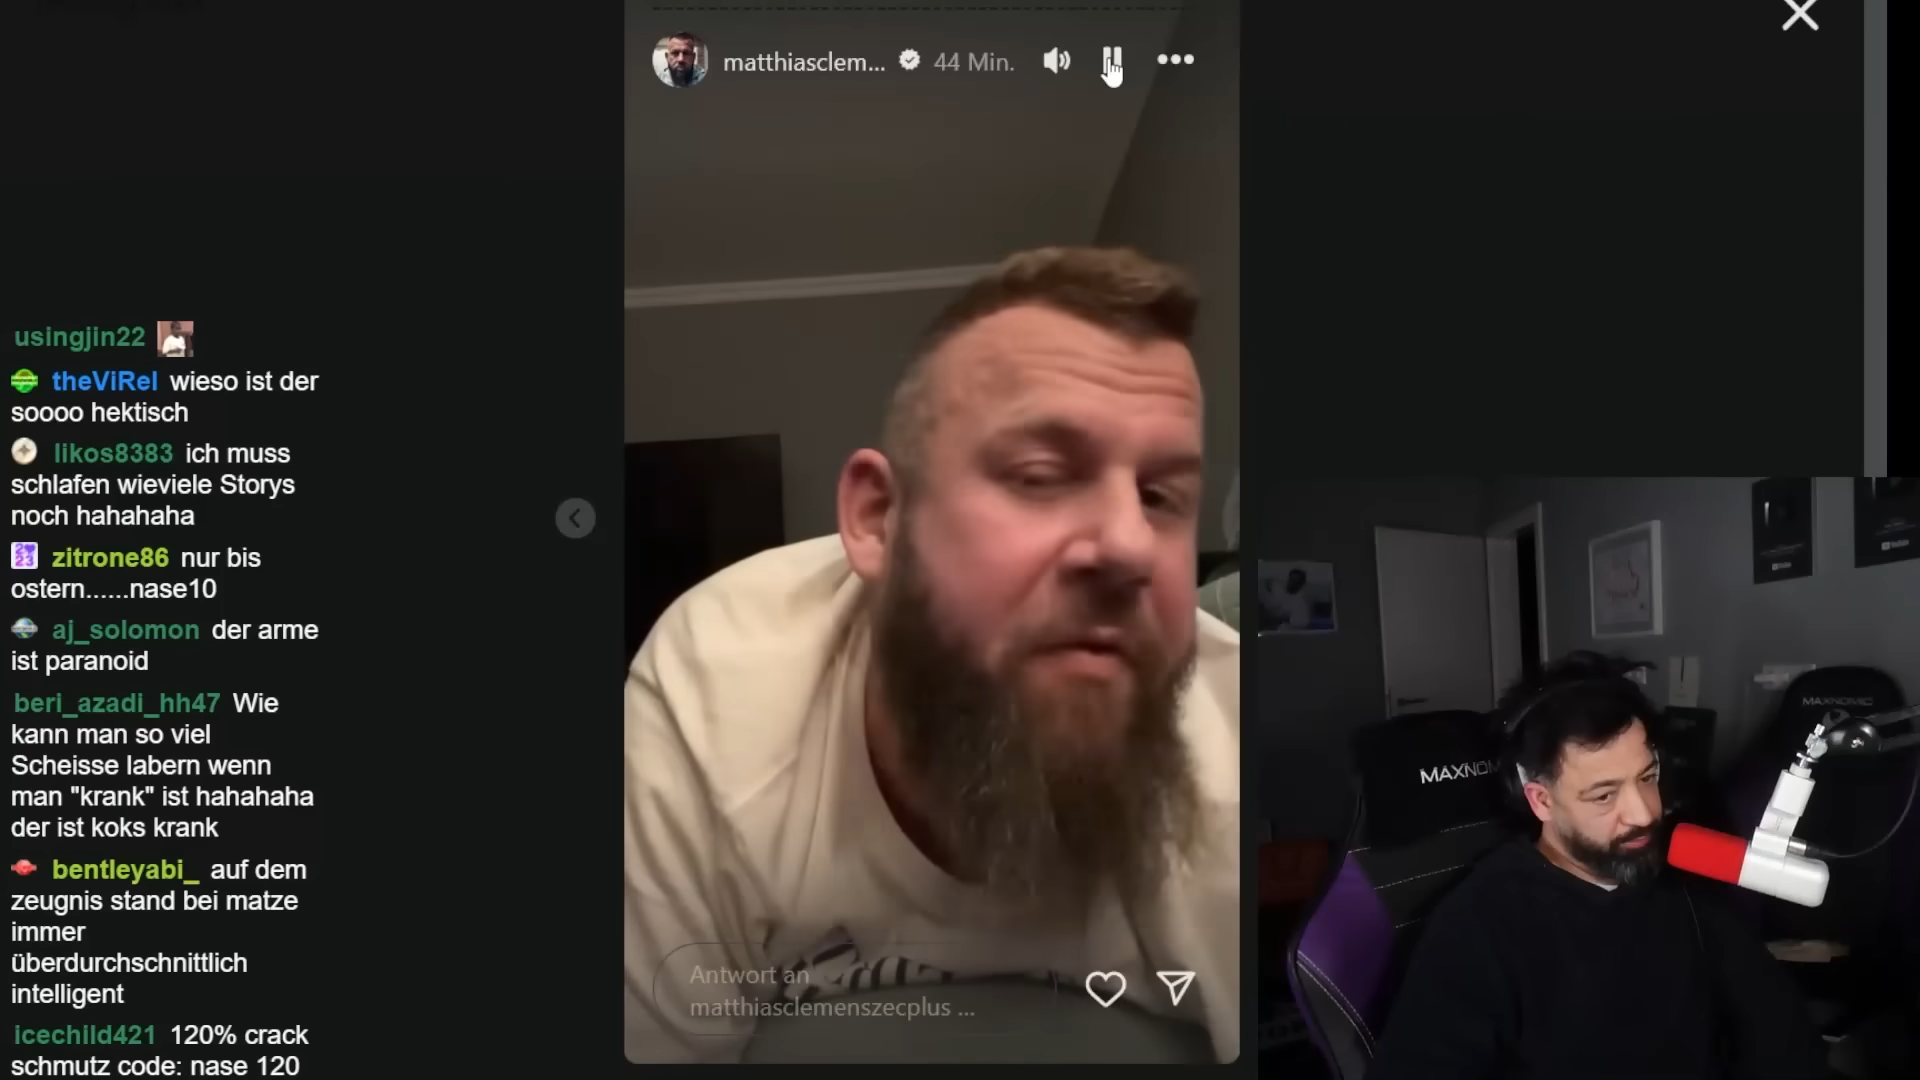 matthiasclem... 44 Min.
usingjin22
theViRel wieso ist der
soooo hektisch
likos8383 ich muss
schlafen wieviele Storys
noch hahahaha
zitrone86 nur bis
ostern......nase10
aj_solomon der arme
ist paranoid
beri_azadi_hh47 Wie
kann man so viel
Scheisse labern wenn
man "krank" ist hahahaha
der ist koks krank
bentleyabi_ auf dem
zeugnis stand bei matze
immer
überdurchschnittlich
intelligent
icechild421 120% crack
schmutz code: nase 120
Antwort an
matthiasclemenszecplus ...
MAXNOM
MAXNOMIC